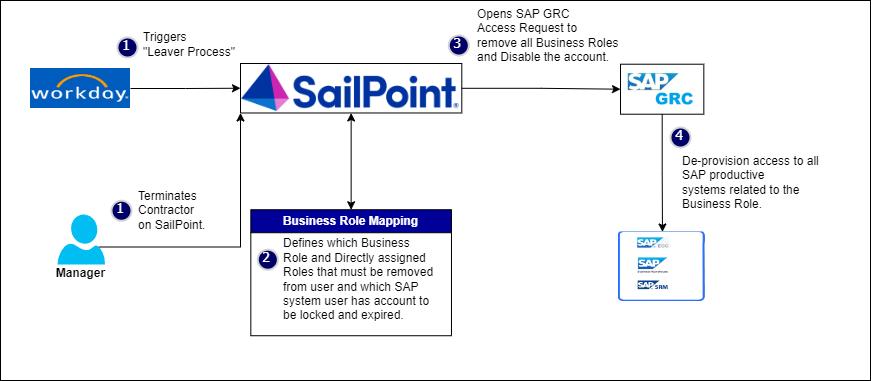 1
Triggers
"Leaver Process"
workday.
SailPoint
3
Opens SAP GRC
Access Request to
remove all Business Roles
and Disable the account.
SAP
GRC
4
De-provision access to all
SAP productive
systems related to the
Business Role.
1
Terminates
Contractor
on SailPoint.
Manager
Business Role Mapping
2
Defines which Business
Role and Directly assigned
Roles that must be removed
from user and which SAP
system user has account to
be locked and expired.
SAP ECC
SAP
SAP SRM